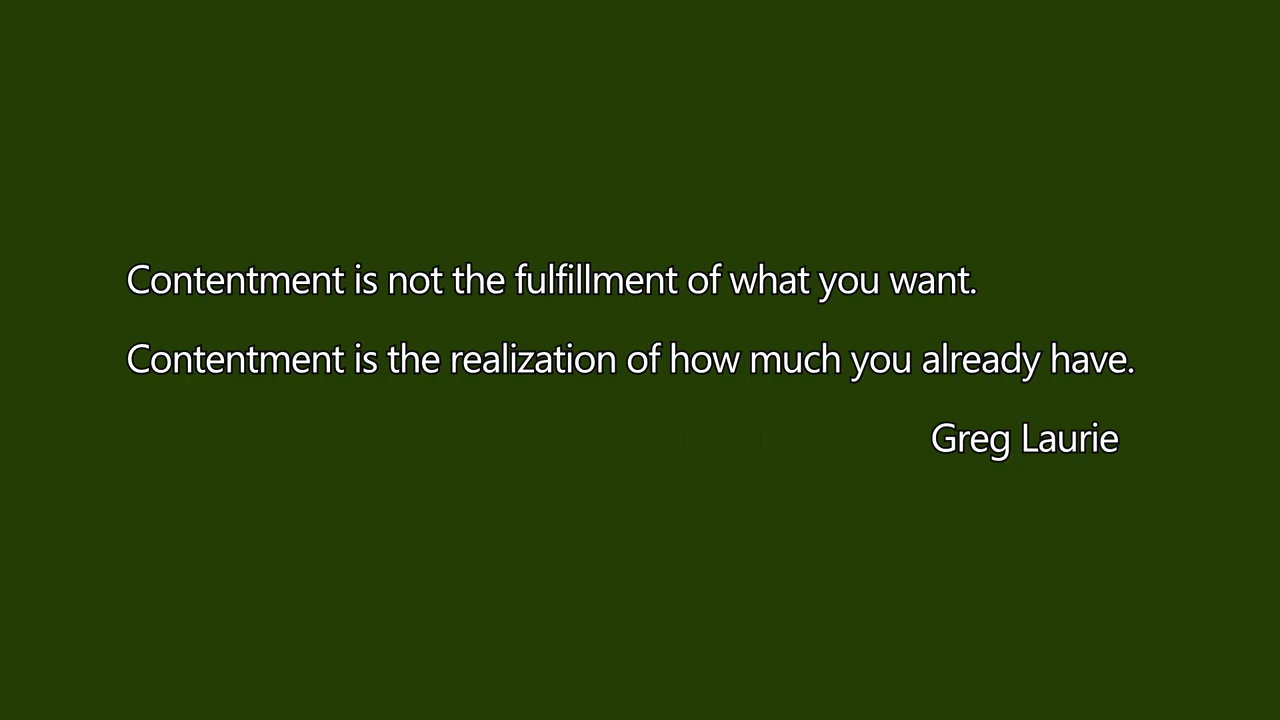 Contentment is not the fulfillment of what you want.
Contentment is the realization of how much you already have.
Greg Laurie